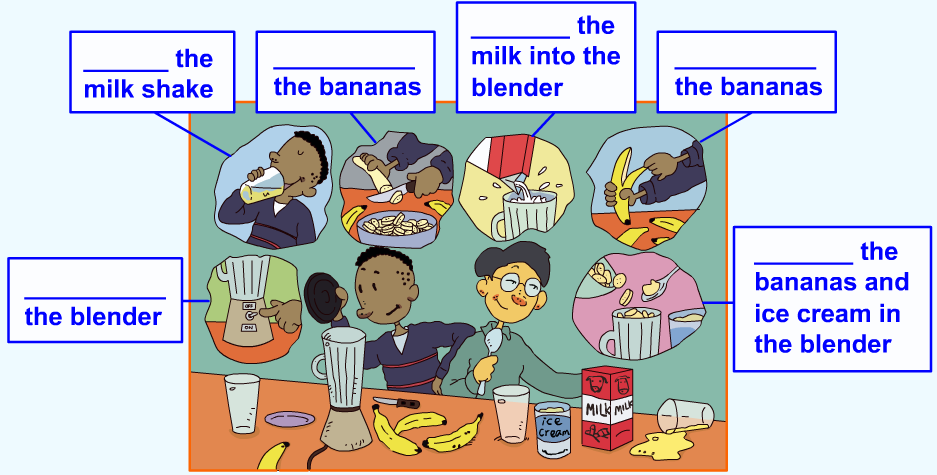 ________ the
milk shake
__________
the bananas
________ the
milk into the
blender
__________
the bananas
__________
the blender
________ the
bananas and
ice cream in
the blender
OFF
ON
ice
cream
MILK
MILK